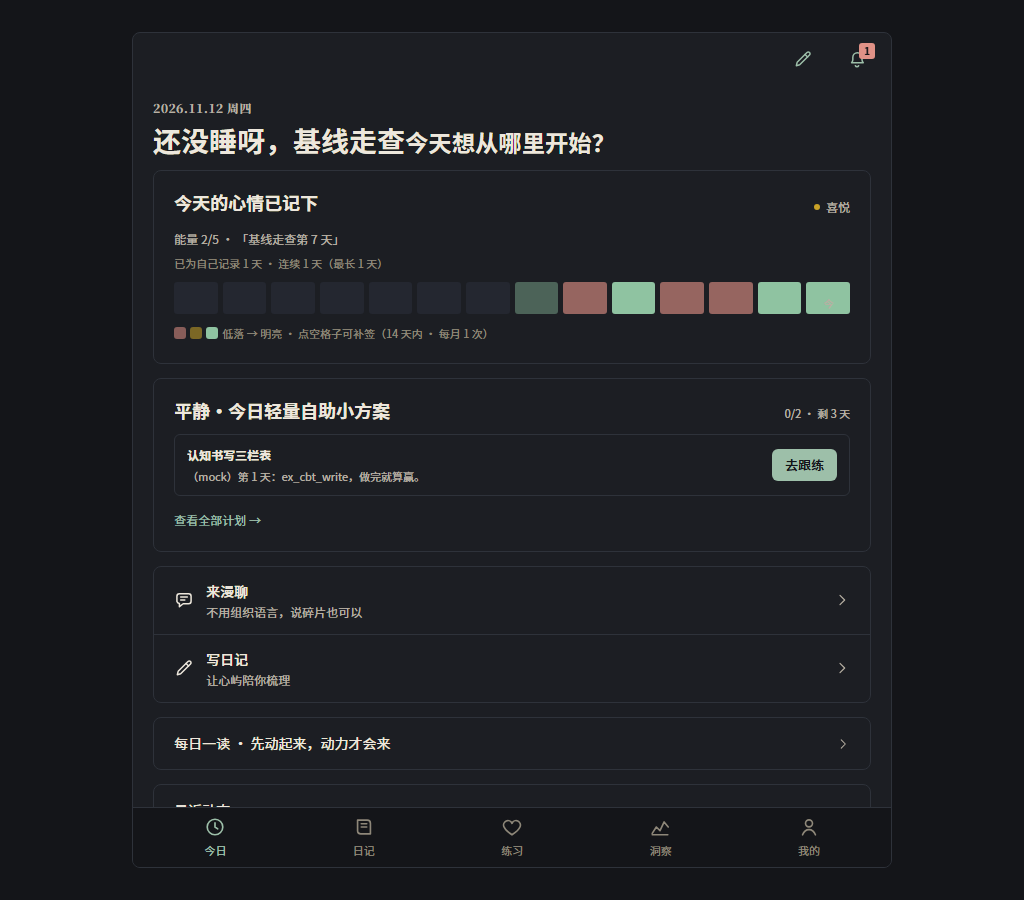 1
2026.11.12 周四
还没睡呀，基线走查今天想从哪里开始？
今天的心情已记下
喜悦
能量 2/5 · 「基线走查第 7 天」
已为自己记录 1 天 · 连续 1 天（最长 1 天）
低落 → 明亮 · 点空格子可补签（14 天内 · 每月 1 次）
平静·今日轻量自助小方案
0/2 · 剩 3 天
认知书写三栏表
（mock）第 1 天：ex_cbt_write，做完就算赢。
去跟练
查看全部计划 →
来漫聊
不用组织语言，说碎片也可以
写日记
让心屿陪你梳理
每日一读 · 先动起来，动力才会来
今日
日记
练习
洞察
我的